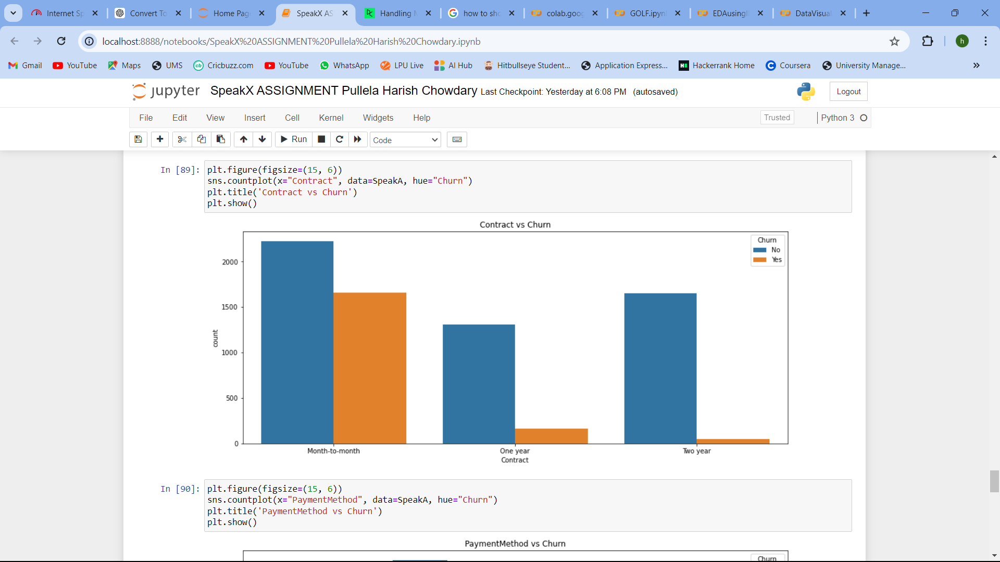 Internet Sp
Convert To
Home Pag
SpeakX AS
Handling M
how to sho
colab.goog
GOLF.ipyn
EDAusing
DataVisual
localhost:8888/notebooks/SpeakX%20ASSIGNMENT%20Pullela%20Harish%20Chowdary.ipynb
h
Gmail
YouTube
Maps
UMS
Cricbuzz.com
YouTube
WhatsApp
LPU Live
AI Hub
Hitbullseye Student...
Application Express...
Hackerrank Home
Coursera
University Manage...
jupyter SpeakX ASSIGNMENT Pullela Harish Chowdary Last Checkpoint: Yesterday at 6:08 PM (autosaved)
Logout
File Edit View Insert Cell Kernel Widgets Help
Trusted
Python 3
Run
Code
In [89]:
plt.figure(figsize=(15, 6))
sns.countplot(x="Contract", data=SpeakA, hue="Churn")
plt.title('Contract vs Churn')
plt.show()
Contract vs Churn
Churn
No
Yes
2000
1500
1000
500
0
count
Month-to-month
One year
Two year
Contract
In [90]:
plt.figure(figsize=(15, 6))
sns.countplot(x="PaymentMethod", data=SpeakA, hue="Churn")
plt.title('PaymentMethod vs Churn')
plt.show()
PaymentMethod vs Churn
Churn